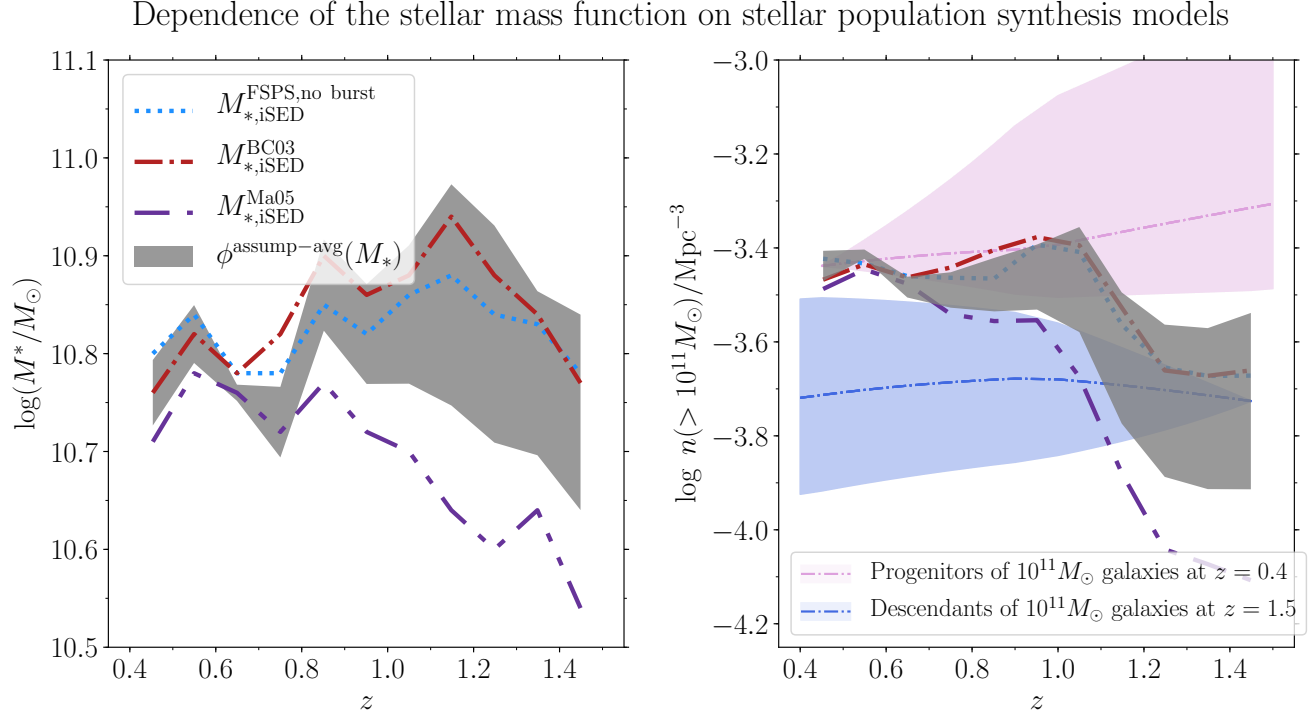 Dependence of the stellar mass function on stellar population synthesis models
11.1
11.0
10.9
10.8
10.7
10.6
10.5
log(M*/M⊙)
0.4 0.6 0.8 1.0 1.2 1.4
z
M*,iSED^FSPS,no burst
M*,iSED^BC03
M*,iSED^Ma05
ϕ^assump−avg(M*)
−3.0
−3.2
−3.4
−3.6
−3.8
−4.0
−4.2
log n(> 10^11 M⊙)/Mpc^−3
0.4 0.6 0.8 1.0 1.2 1.4
z
Progenitors of 10^11 M⊙ galaxies at z = 0.4
Descendants of 10^11 M⊙ galaxies at z = 1.5